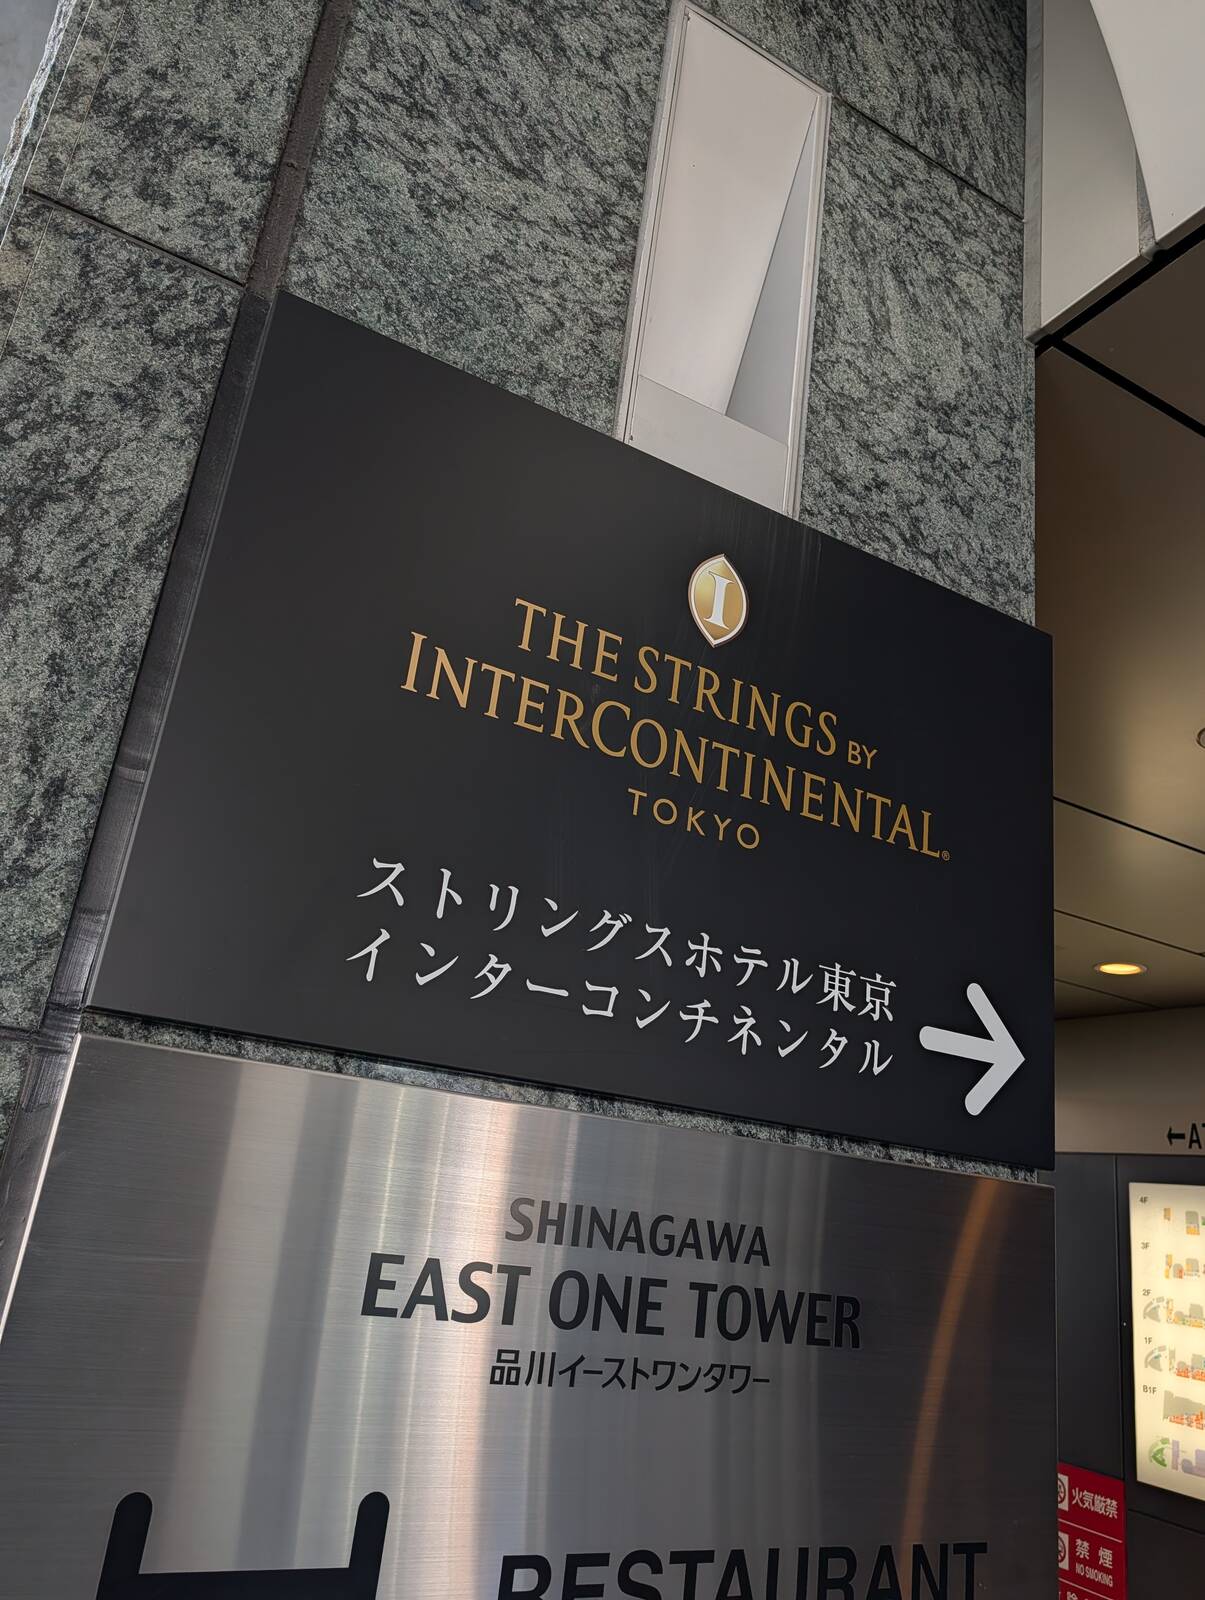 I
THE STRINGS BY
INTERCONTINENTAL®
TOKYO
ストリングスホテル東京
インターコンチネンタル
→
SHINAGAWA
EAST ONE TOWER
品川イーストワンタワー
RESTAURANT
←
4F
3F
2F
1F
B1F
火気厳禁
禁煙
NO SMOKING